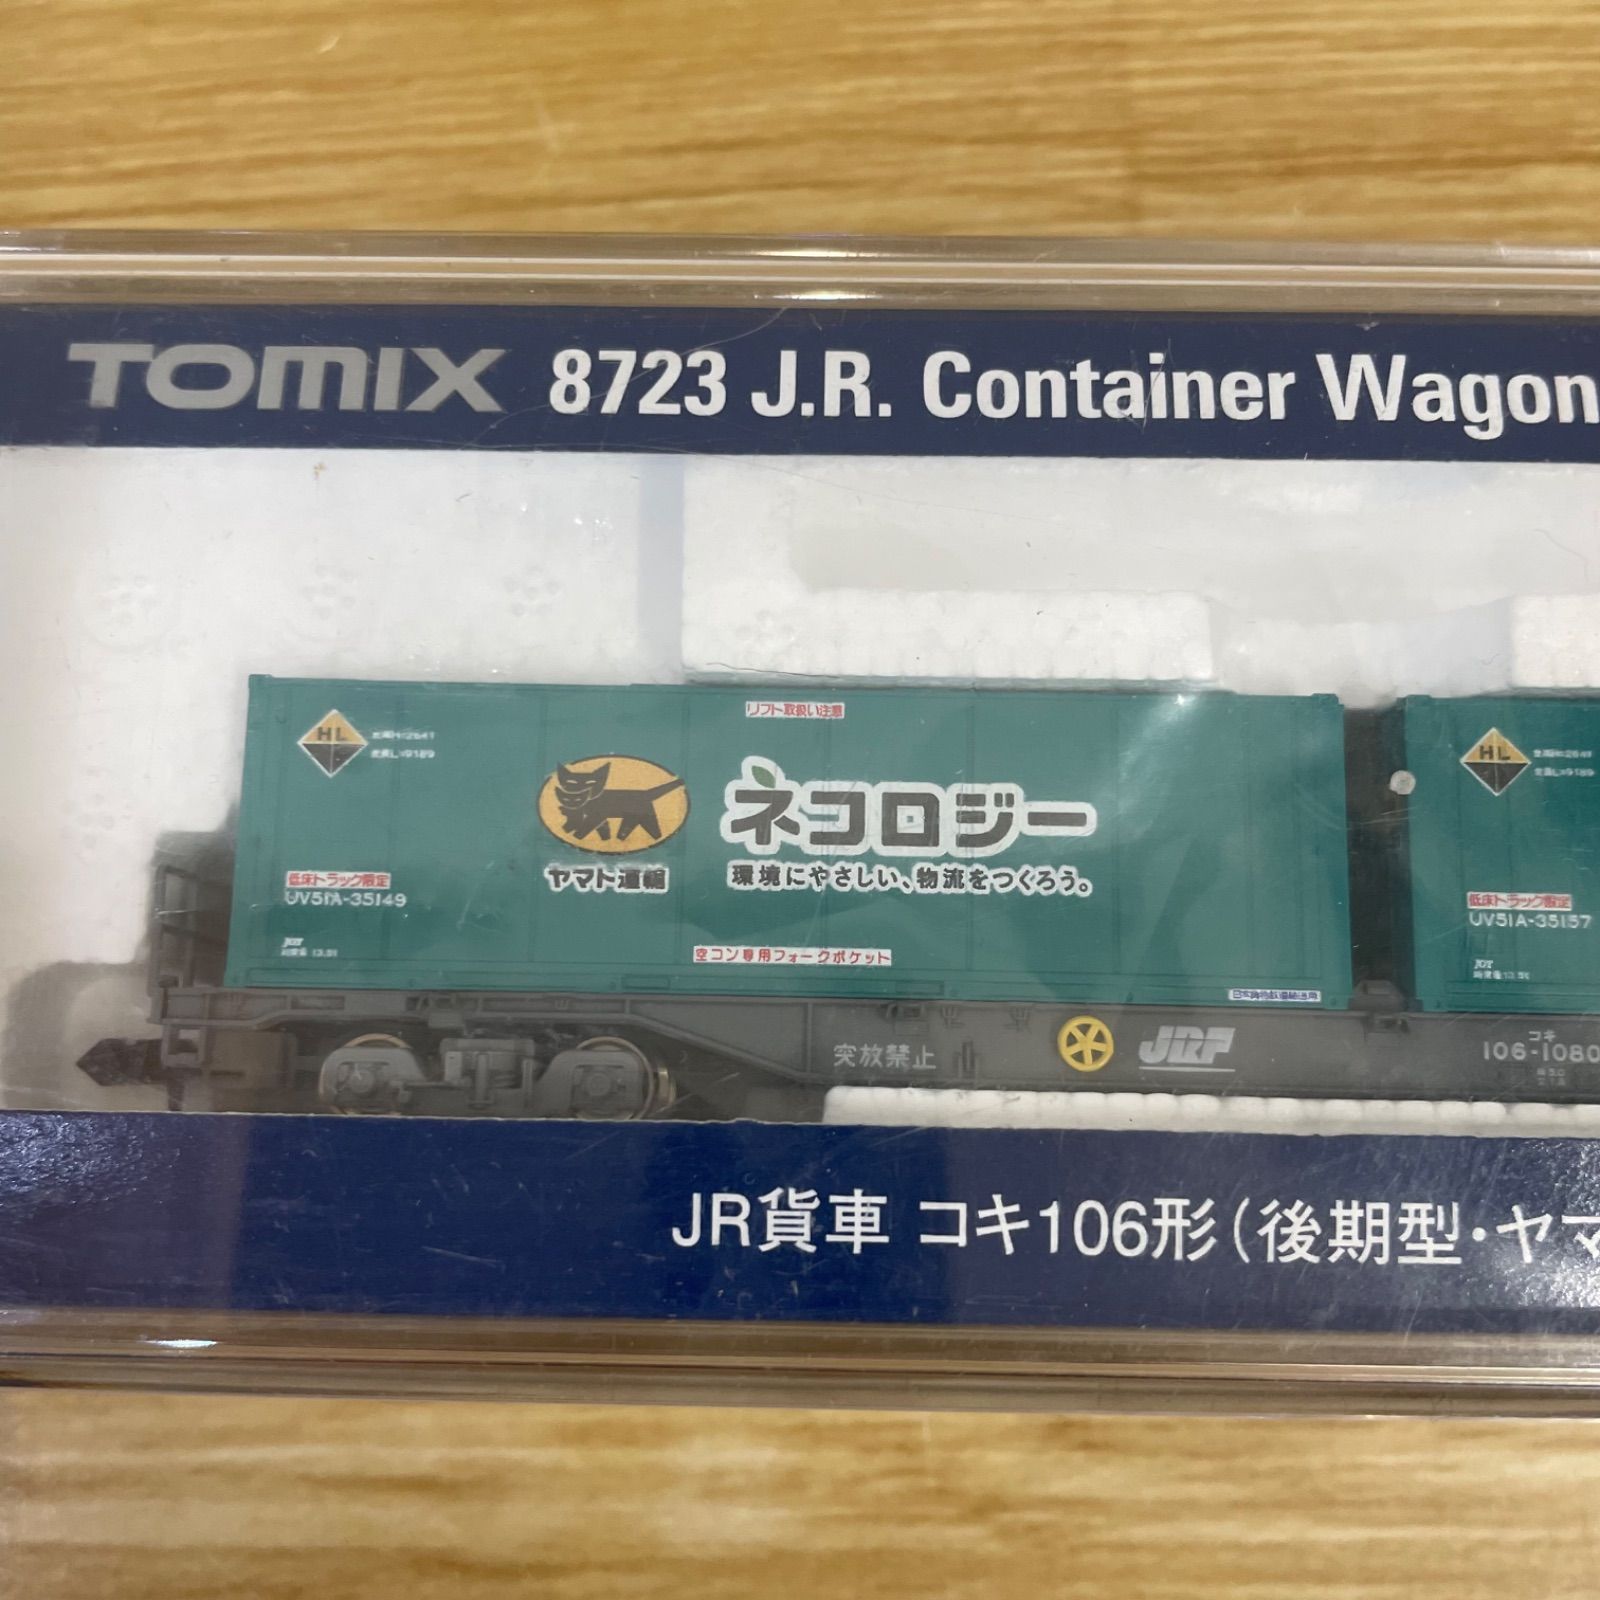 TOMIX 8723 J.R. Container Wagon
リフト取扱い注意
HL
ネコロジー
ヤマト運輸
環境にやさしい、物流をつくろう。
低床トラック限定
UV51A-35149
JOT
空コン専用フォークポケット
HL
低床トラック限定
UV51A-35157
JOT
突放禁止
JRF
コキ
106-1080
JR貨車 コキ106形(後期型・ヤマ